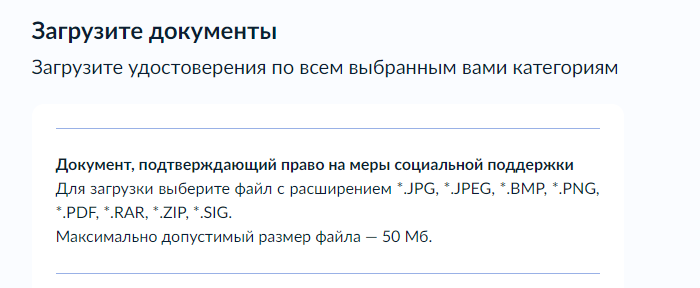 Загрузите документы
Загрузите удостоверения по всем выбранным вами категориям
Документ, подтверждающий право на меры социальной поддержки
Для загрузки выберите файл с расширением *.JPG, *.JPEG, *.BMP, *.PNG,
*.PDF, *.RAR, *.ZIP, *.SIG.
Максимально допустимый размер файла — 50 Мб.